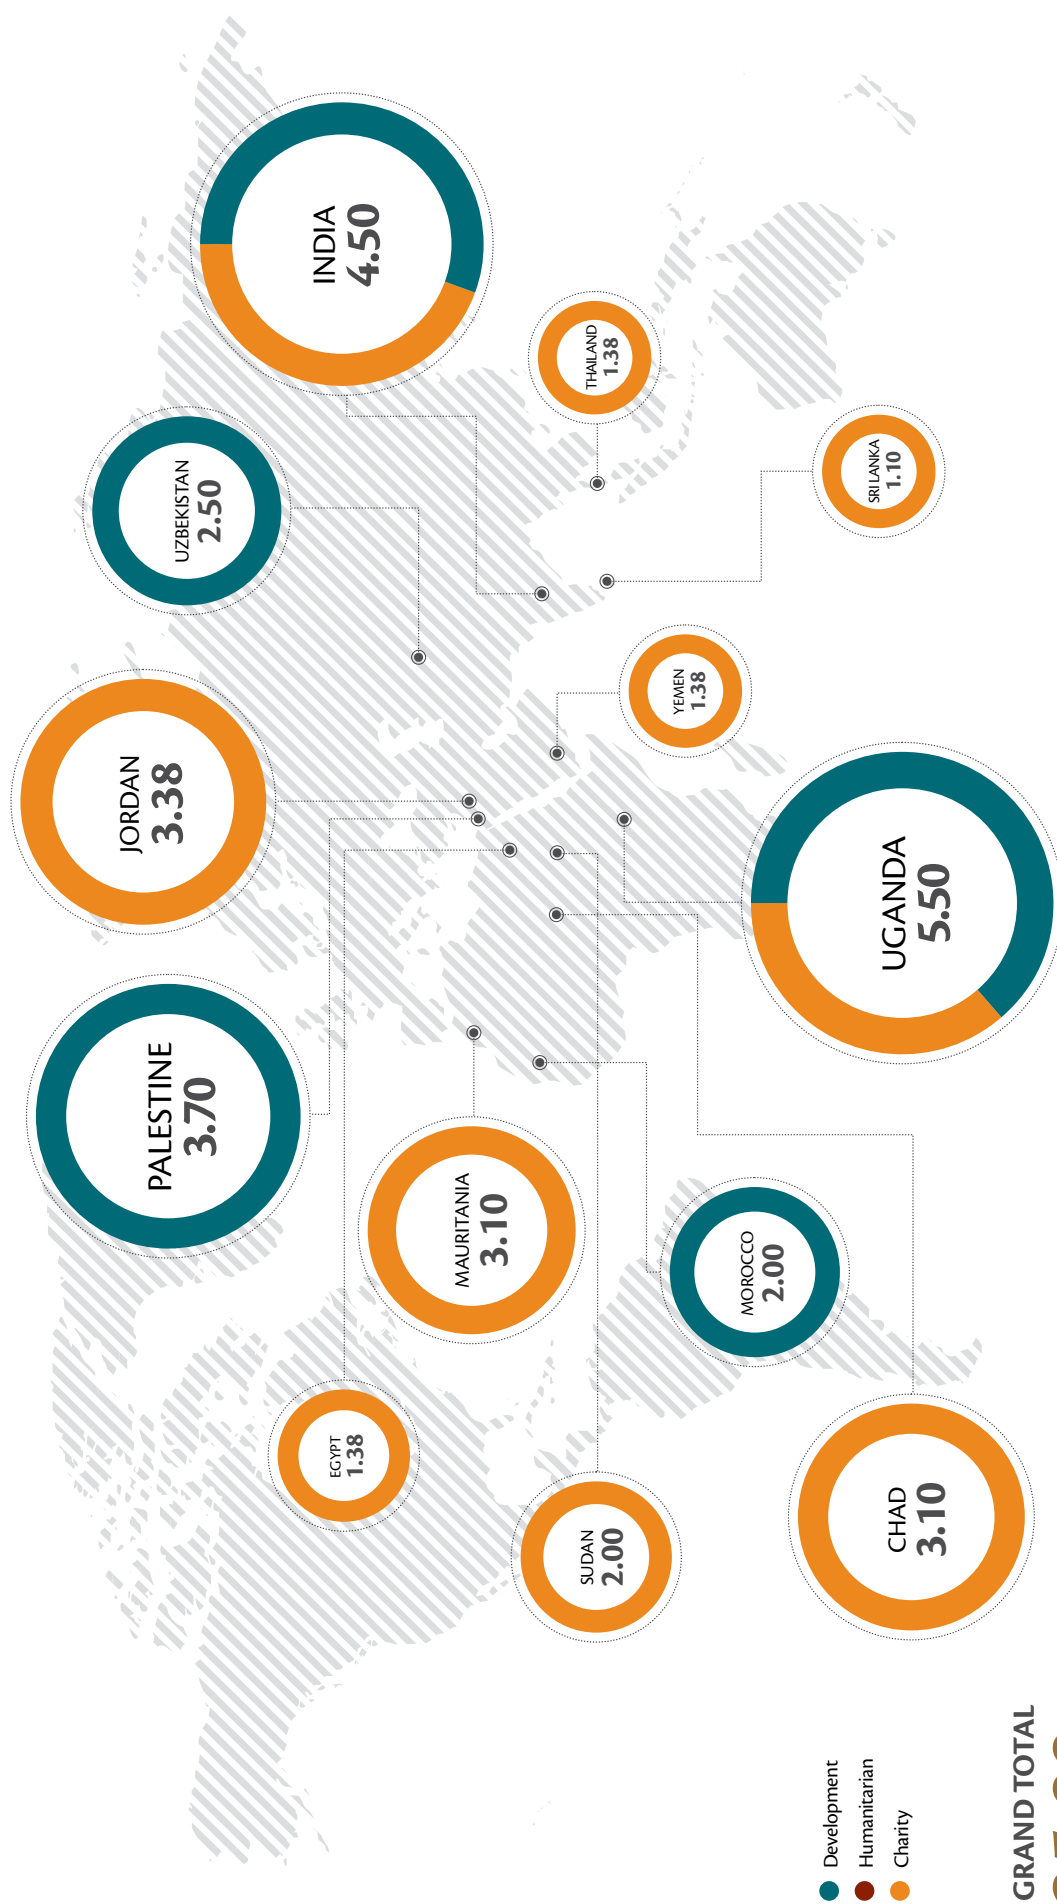 INDIA
4.50
UZBEKISTAN
2.50
THAILAND
1.38
SRI LANKA
1.10
JORDAN
3.38
YEMEN
1.38
PALESTINE
3.70
UGANDA
5.50
MAURITANIA
3.10
MOROCCO
2.00
EGYPT
1.38
SUDAN
2.00
CHAD
3.10
Development
Humanitarian
Charity
GRAND TOTAL